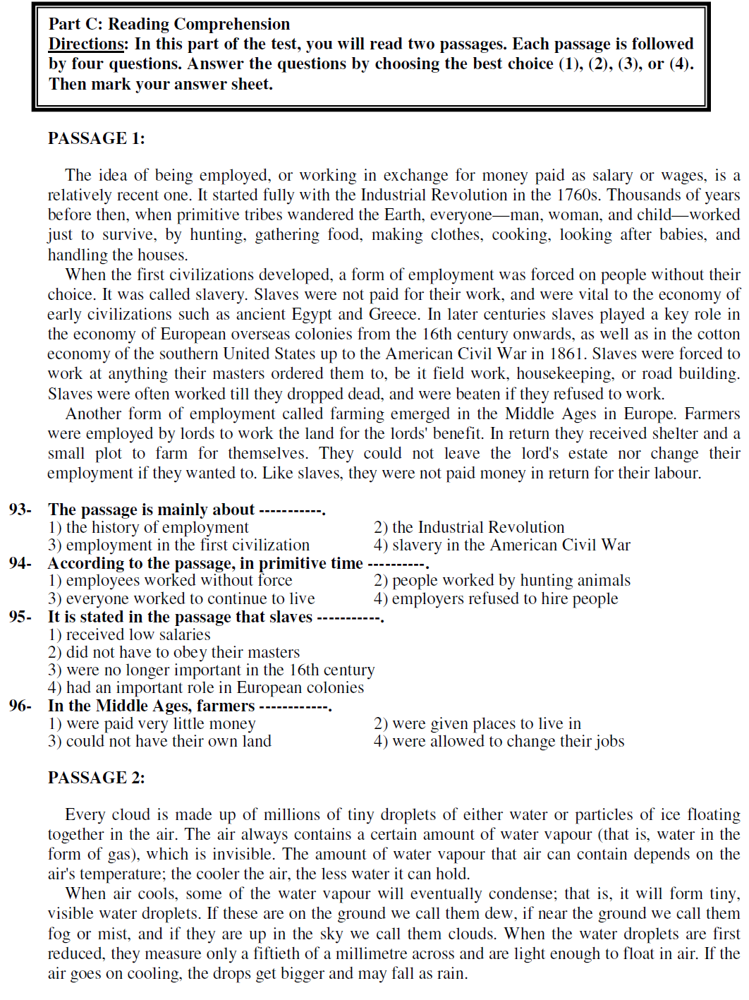 Part C: Reading Comprehension
Directions: In this part of the test, you will read two passages. Each passage is followed
by four questions. Answer the questions by choosing the best choice (1), (2), (3), or (4).
Then mark your answer sheet.
PASSAGE 1:
The idea of being employed, or working in exchange for money paid as salary or wages, is a
relatively recent one. It started fully with the Industrial Revolution in the 1760s. Thousands of years
before then, when primitive tribes wandered the Earth, everyone—man, woman, and child—worked
just to survive, by hunting, gathering food, making clothes, cooking, looking after babies, and
handling the houses.
When the first civilizations developed, a form of employment was forced on people without their
choice. It was called slavery. Slaves were not paid for their work, and were vital to the economy of
early civilizations such as ancient Egypt and Greece. In later centuries slaves played a key role in
the economy of European overseas colonies from the 16th century onwards, as well as in the cotton
economy of the southern United States up to the American Civil War in 1861. Slaves were forced to
work at anything their masters ordered them to, be it field work, housekeeping, or road building.
Slaves were often worked till they dropped dead, and were beaten if they refused to work.
Another form of employment called farming emerged in the Middle Ages in Europe. Farmers
were employed by lords to work the land for the lords' benefit. In return they received shelter and a
small plot to farm for themselves. They could not leave the lord's estate nor change their
employment if they wanted to. Like slaves, they were not paid money in return for their labour.
93- The passage is mainly about -----------.
1) the history of employment 2) the Industrial Revolution
3) employment in the first civilization 4) slavery in the American Civil War
94- According to the passage, in primitive time ----------.
1) employees worked without force 2) people worked by hunting animals
3) everyone worked to continue to live 4) employers refused to hire people
95- It is stated in the passage that slaves -----------.
1) received low salaries
2) did not have to obey their masters
3) were no longer important in the 16th century
4) had an important role in European colonies
96- In the Middle Ages, farmers ------------.
1) were paid very little money 2) were given places to live in
3) could not have their own land 4) were allowed to change their jobs
PASSAGE 2:
Every cloud is made up of millions of tiny droplets of either water or particles of ice floating
together in the air. The air always contains a certain amount of water vapour (that is, water in the
form of gas), which is invisible. The amount of water vapour that air can contain depends on the
air's temperature; the cooler the air, the less water it can hold.
When air cools, some of the water vapour will eventually condense; that is, it will form tiny,
visible water droplets. If these are on the ground we call them dew, if near the ground we call them
fog or mist, and if they are up in the sky we call them clouds. When the water droplets are first
reduced, they measure only a fiftieth of a millimetre across and are light enough to float in air. If the
air goes on cooling, the drops get bigger and may fall as rain.